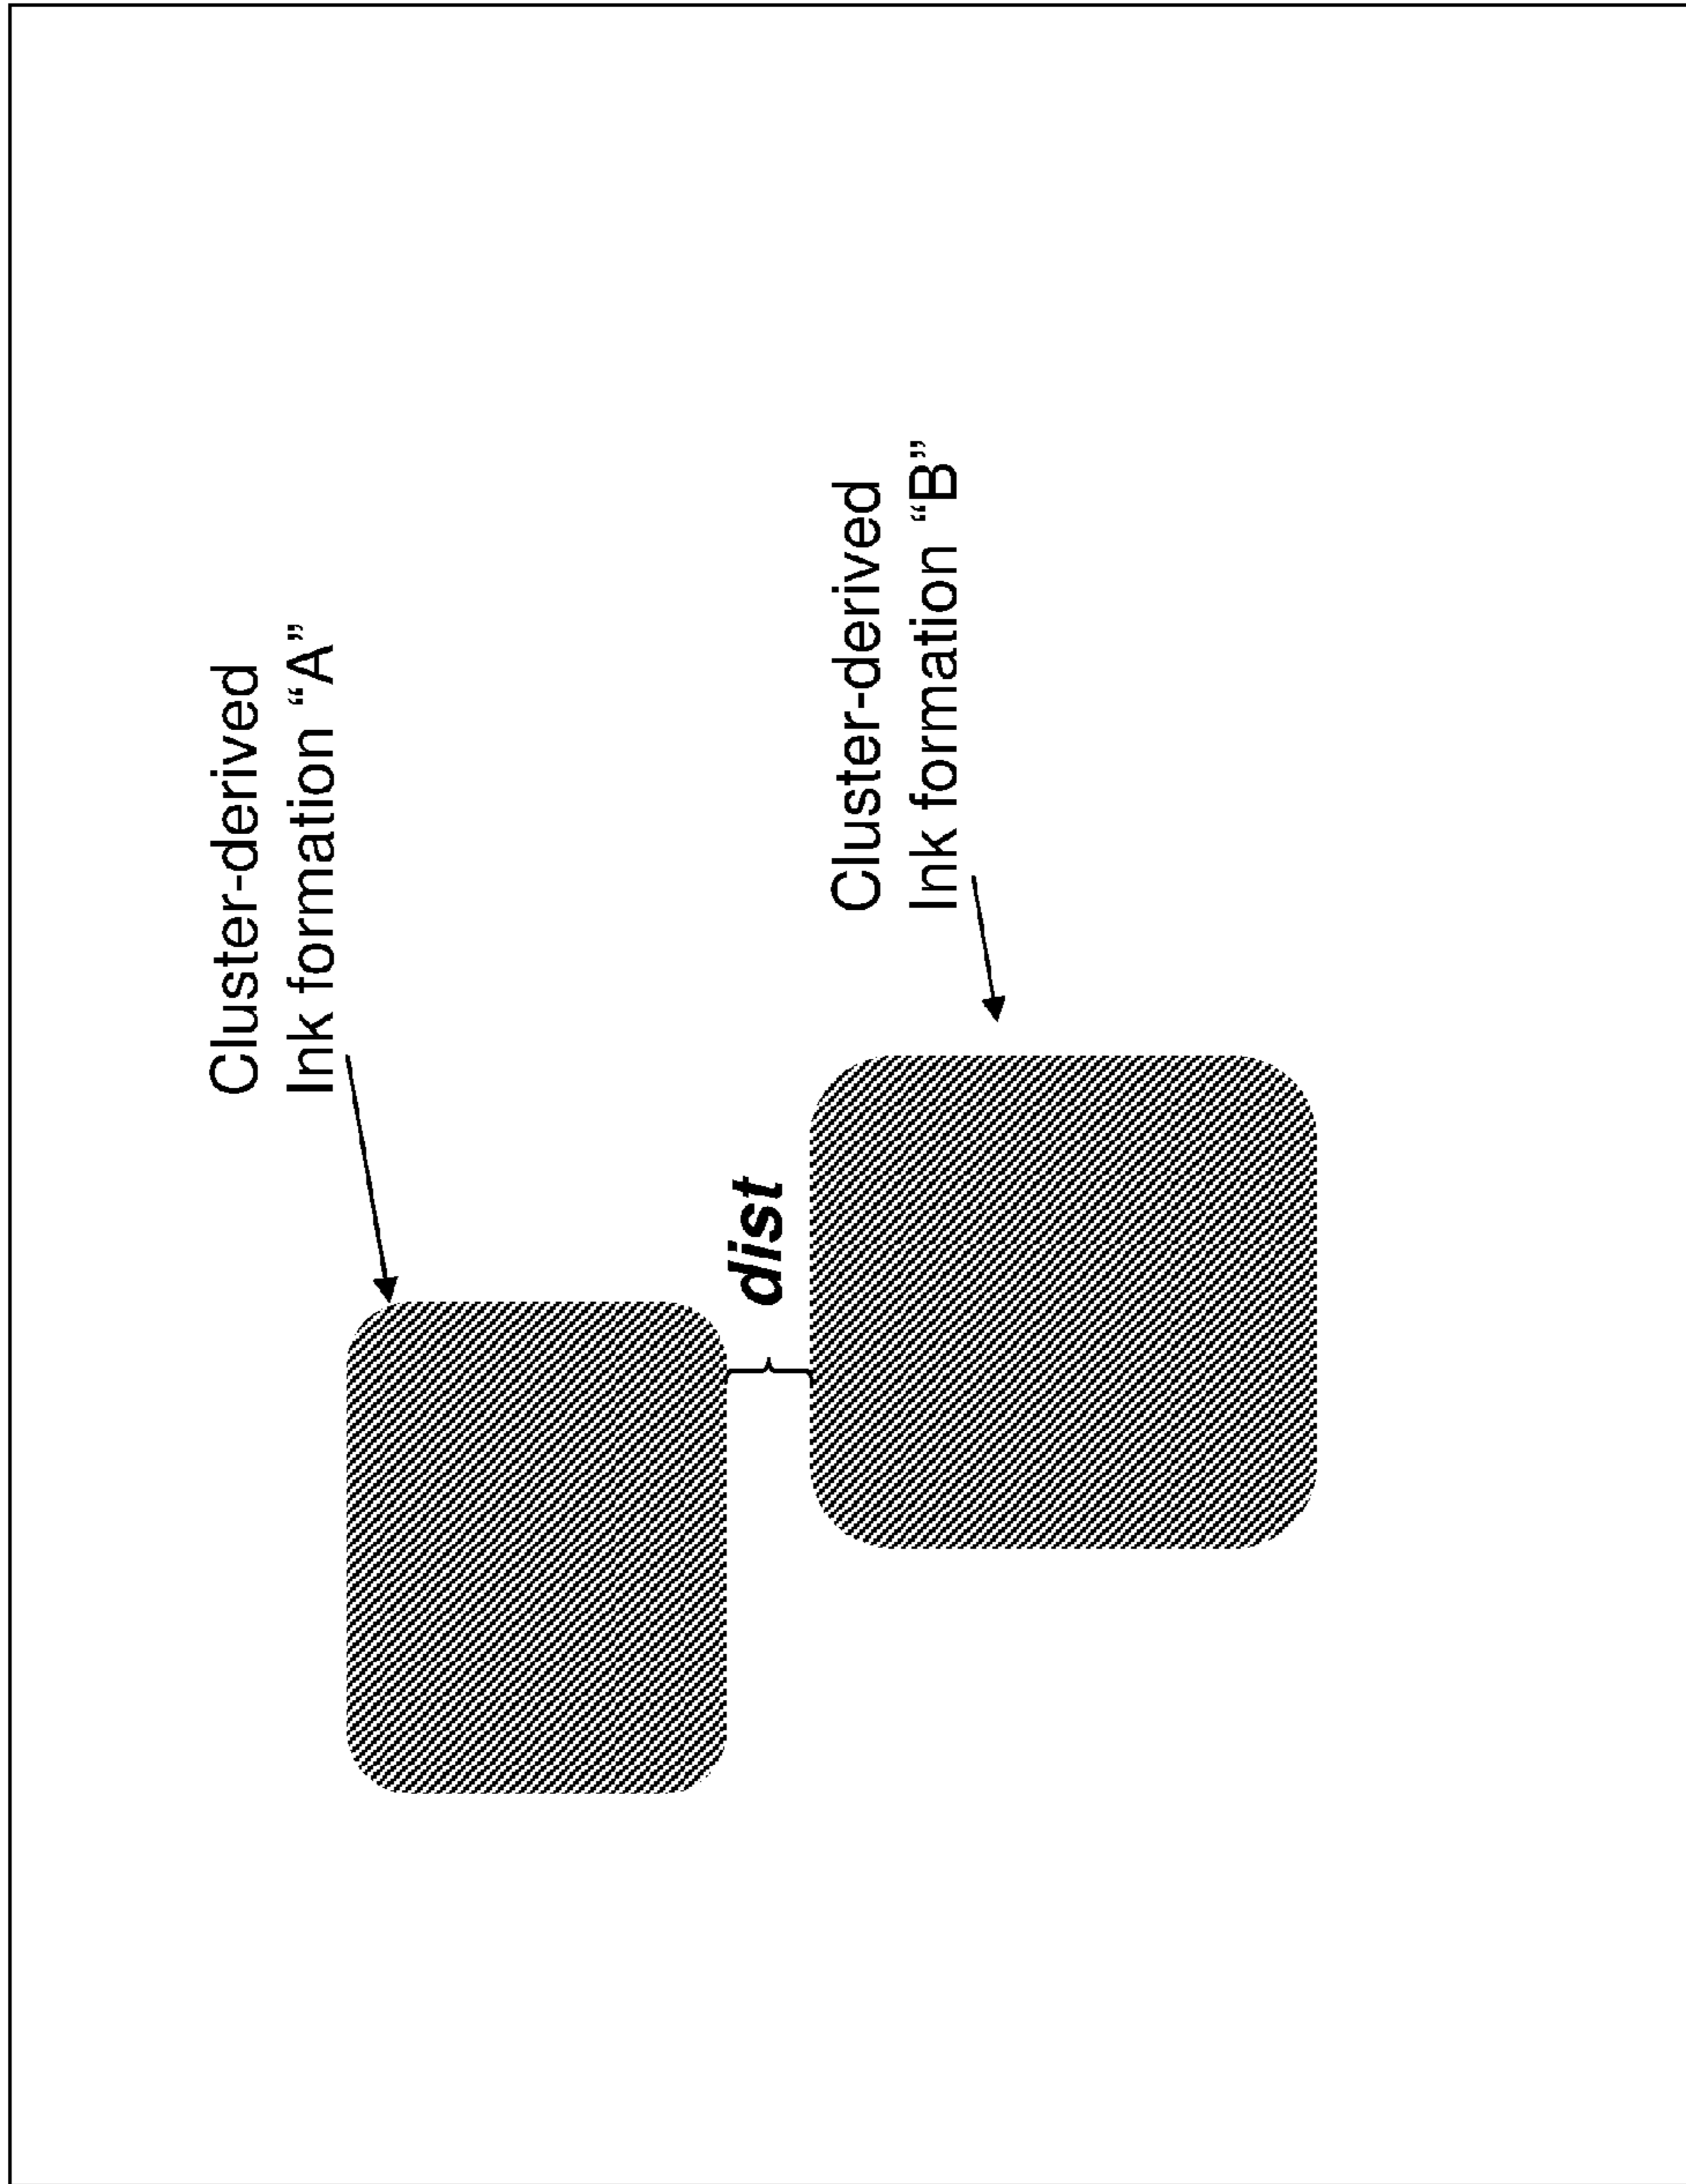 Cluster-derived
Ink formation “A”
dist
Cluster-derived
Ink formation “B”